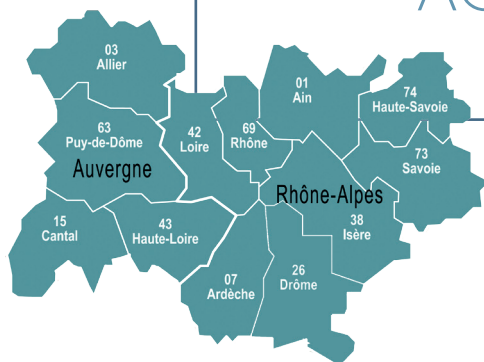 03
Allier
01
Ain
74
Haute-Savoie
63
Puy-de-Dôme
42
Loire
69
Rhône
73
Savoie
Auvergne
Rhône-Alpes
15
Cantal
43
Haute-Loire
38
Isère
07
Ardèche
26
Drôme